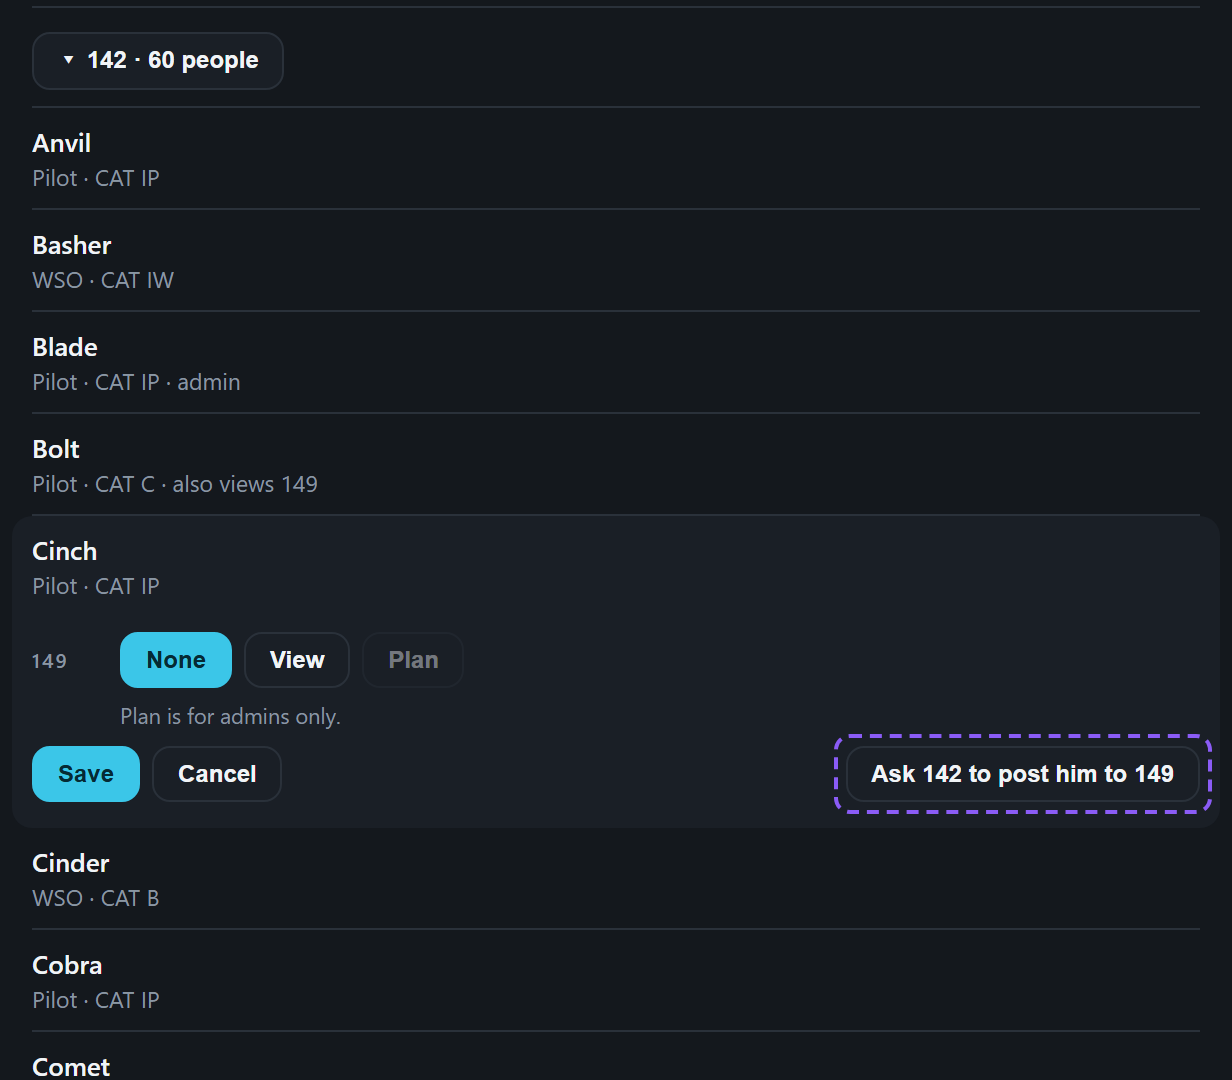 ▼ 142 · 60 people
Anvil
Pilot · CAT IP
Basher
WSO · CAT IW
Blade
Pilot · CAT IP · admin
Bolt
Pilot · CAT C · also views 149
Cinch
Pilot · CAT IP
149 None View Plan
Plan is for admins only.
Save Cancel Ask 142 to post him to 149
Cinder
WSO · CAT B
Cobra
Pilot · CAT IP
Comet